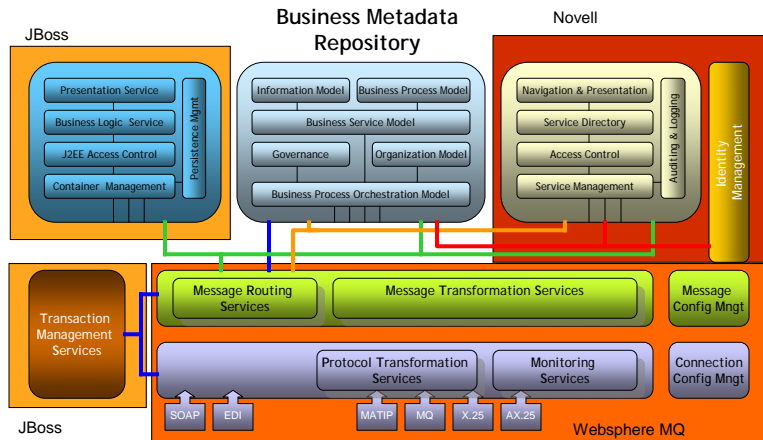 JBoss
Business Metadata
Repository
Novell
Presentation Service
Business Logic Service
J2EE Access Control
Container Management
Persistence Mgmt
Information Model
Business Process Model
Business Service Model
Governance
Organization Model
Business Process Orchestration Model
Navigation & Presentation
Service Directory
Access Control
Service Management
Auditing & Logging
Identity
Management
Transaction
Management
Services
JBoss
Message Routing
Services
Message Transformation Services
Message
Config Mngt
Protocol Transformation
Services
Monitoring
Services
Connection
Config Mngt
SOAP
EDI
MATIP
MQ
X.25
AX.25
Websphere MQ